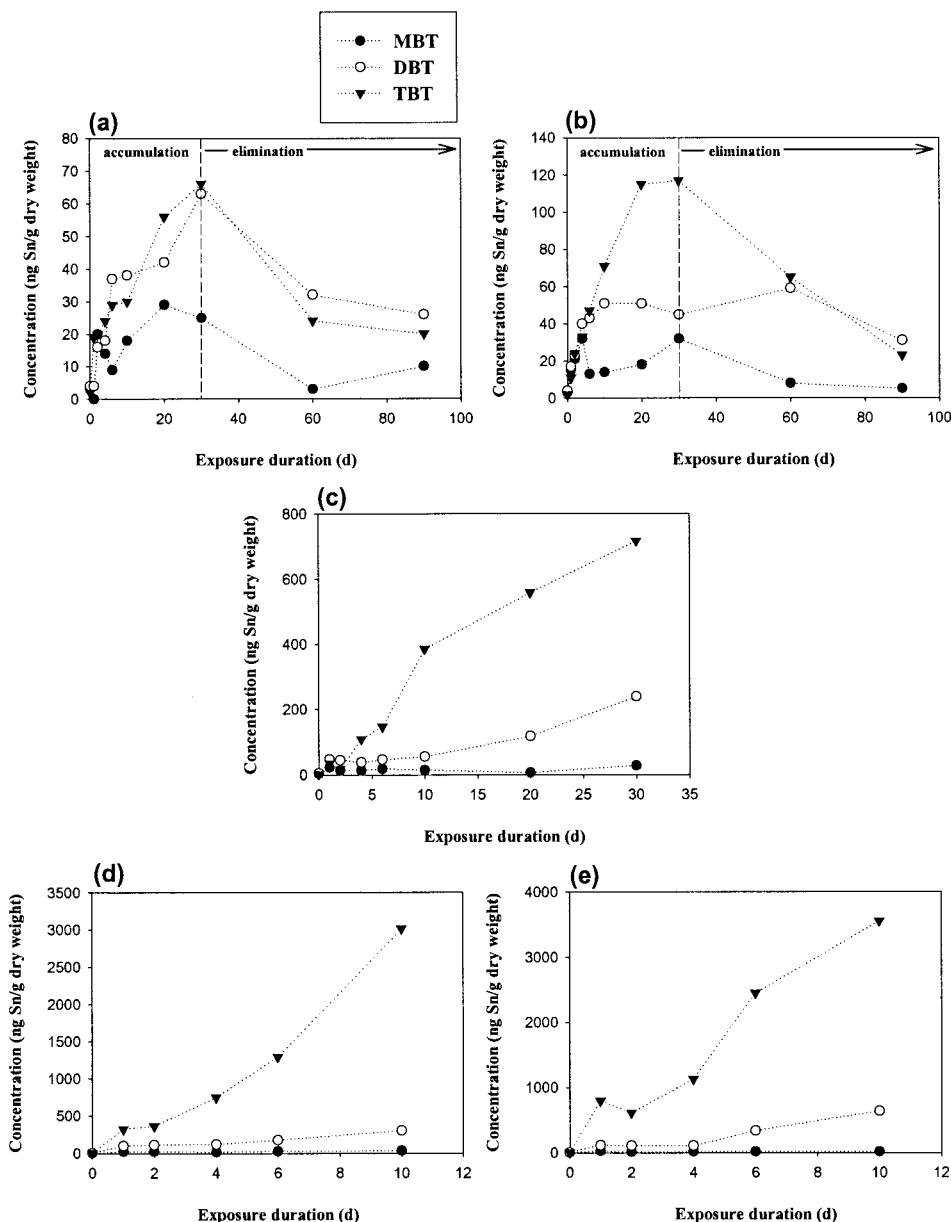 MBT
DBT
TBT
(a)
80
70
60
50
40
30
20
10
0
accumulation
elimination
0 20 40 60 80 100
Concentration (ng Sn/g dry weight)
Exposure duration (d)
(b)
140
120
100
80
60
40
20
0
accumulation
elimination
0 20 40 60 80 100
Concentration (ng Sn/g dry weight)
Exposure duration (d)
(c)
800
600
400
200
0
0 5 10 15 20 25 30 35
Concentration (ng Sn/g dry weight)
Exposure duration (d)
(d)
3500
3000
2500
2000
1500
1000
500
0
0 2 4 6 8 10 12
Concentration (ng Sn/g dry weight)
Exposure duration (d)
(e)
4000
3000
2000
1000
0
0 2 4 6 8 10 12
Concentration (ng Sn/g dry weight)
Exposure duration (d)